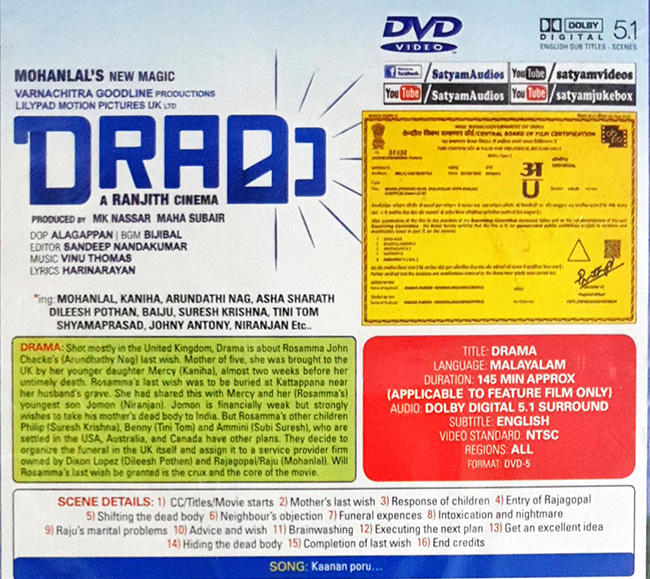 DVD
VIDEO
DOLBY
DIGITAL 5.1
ENGLISH SUB TITLES - SCENES
MOHANLAL'S NEW MAGIC
VARNACHITRA GOODLINE PRODUCTIONS
LILYPAD MOTION PICTURES UK LTD
facebook /SatyamAudios
YouTube /satyamvideos
YouTube /SatyamAudios
YouTube /satyamjukebox
DRAMാ
A RANJITH CINEMA
PRODUCED BY MK NASSAR MAHA SUBAIR
DOP ALAGAPPAN | BGM BIJIBAL
EDITOR SANDEEP NANDAKUMAR
MUSIC VINU THOMAS
LYRICS HARINARAYAN
*ing: MOHANLAL, KANIHA, ARUNDATHI NAG, ASHA SHARATH
DILEESH POTHAN, BAIJU, SURESH KRISHNA, TINI TOM
SHYAMAPRASAD, JOHNY ANTONY, NIRANJAN Etc..
केन्द्रीय फिल्म प्रमाणन बोर्ड/CENTRAL BOARD OF FILM CERTIFICATION
अ
U
DRAMA: Shot mostly in the United Kingdom, Drama is about Rosamma John
Chacko's (Arundhathy Nag) last wish. Mother of five, she was brought to the
UK by her younger daughter Mercy (Kaniha), almost two weeks before her
untimely death. Rosamma's last wish was to be buried at Kattappana near
her husband's grave. She had shared this with Mercy and her (Rosamma's)
youngest son Jomon (Niranjan). Jomon is financially weak but strongly
wishes to take his mother's dead body to India. But Rosamma's other children
Philip (Suresh Krishna), Benny (Tini Tom) and Ammini (Subi Suresh), who are
settled in the USA, Australia, and Canada have other plans. They decide to
organize the funeral in the UK itself and assign it to a service provider firm
owned by Dixon Lopez (Dileesh Pothen) and Rajagopal/Raju (Mohanlal). Will
Rosamma's last wish be granted is the crux and the core of the movie.
TITLE: DRAMA
LANGUAGE: MALAYALAM
DURATION: 145 MIN APPROX
(APPLICABLE TO FEATURE FILM ONLY)
AUDIO: DOLBY DIGITAL 5.1 SURROUND
SUBTITLE: ENGLISH
VIDEO STANDARD: NTSC
REGIONS: ALL
FORMAT: DVD-5
SCENE DETAILS: 1) CC/Titles/Movie starts 2) Mother's last wish 3) Response of children 4) Entry of Rajagopal
5) Shifting the dead body 6) Neighbour's objection 7) Funeral expences 8) Intoxication and nightmare
9) Raju's marital problems 10) Advice and wish 11) Brainwashing 12) Executing the next plan 13) Get an excellent idea
14) Hiding the dead body 15) Completion of last wish 16) End credits
SONG: Kaanan poru...